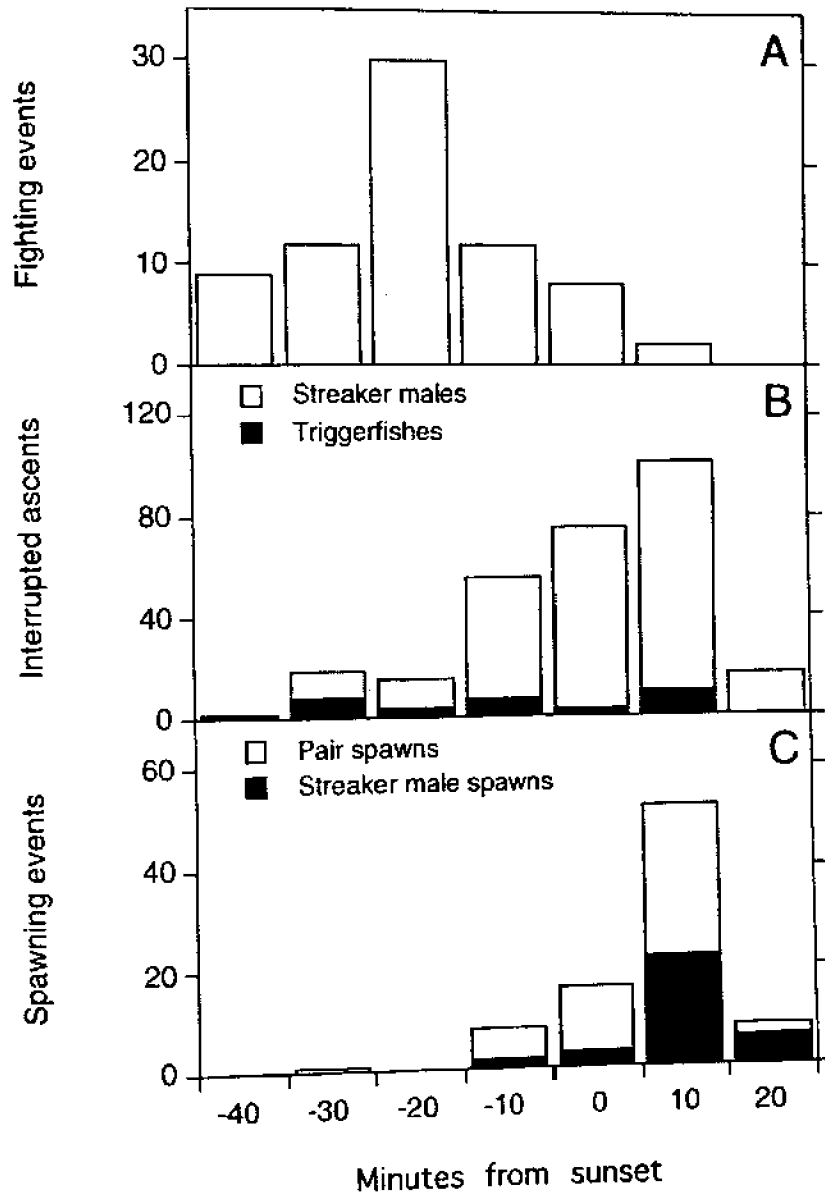 A
Fighting events
30
20
10
0
B
Streaker males
Triggerfishes
Interrupted ascents
120
80
40
0
C
Pair spawns
Streaker male spawns
Spawning events
60
40
20
0
-40 -30 -20 -10 0 10 20
Minutes from sunset